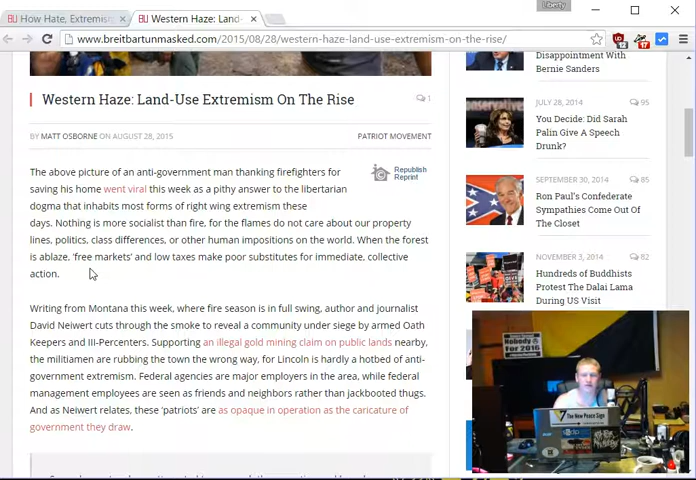 Liberty
How Hate, Extremism
Western Haze: Land-
www.breitbartunmasked.com/2015/08/28/western-haze-land-use-extremism-on-the-rise/
12
17
Western Haze: Land-Use Extremism On The Rise
1
BY MATT OSBORNE ON AUGUST 28, 2015
PATRIOT MOVEMENT
The above picture of an anti-government man thanking firefighters for
saving his home went viral this week as a pithy answer to the libertarian
dogma that inhabits most forms of right wing extremism these
days. Nothing is more socialist than fire, for the flames do not care about our property
lines, politics, class differences, or other human impositions on the world. When the forest
is ablaze, 'free markets' and low taxes make poor substitutes for immediate, collective
action.
Republish
Reprint
Writing from Montana this week, where fire season is in full swing, author and journalist
David Neiwert cuts through the smoke to reveal a community under siege by armed Oath
Keepers and III-Percenters. Supporting an illegal gold mining claim on public lands nearby,
the militiamen are rubbing the town the wrong way, for Lincoln is hardly a hotbed of anti-
government extremism. Federal agencies are major employers in the area, while federal
management employees are seen as friends and neighbors rather than jackbooted thugs.
And as Neiwert relates, these 'patriots' are as opaque in operation as the caricature of
government they draw.
Disappointment With
Bernie Sanders
JULY 28, 2014
95
You Decide: Did Sarah
Palin Give A Speech
Drunk?
SEPTEMBER 30, 2014
85
Ron Paul's Confederate
Sympathies Come Out Of
The Closet
NOVEMBER 3, 2014
82
Hundreds of Buddhists
Protest The Dalai Lama
During US Visit
Nobody
For 2016
The New Peace Sign